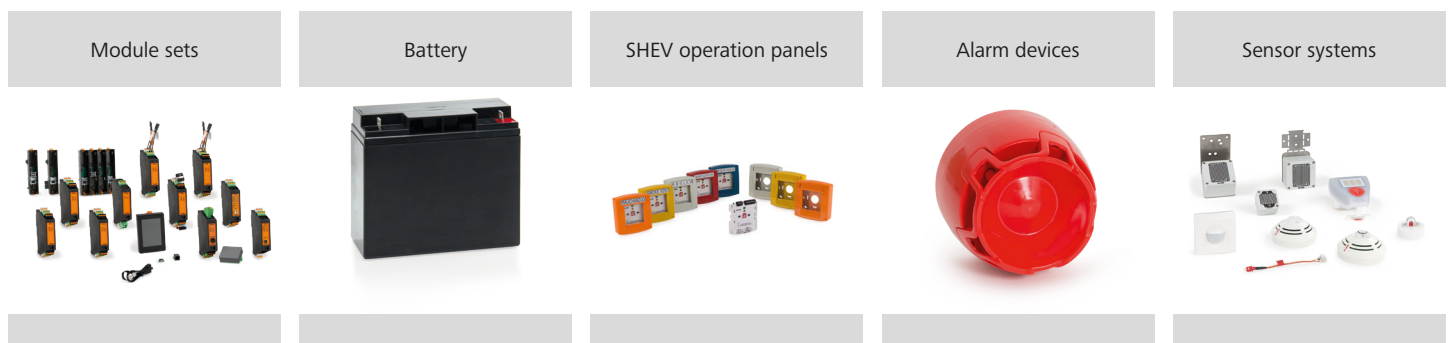 Module sets
Battery
SHEV operation panels
Alarm devices
Sensor systems